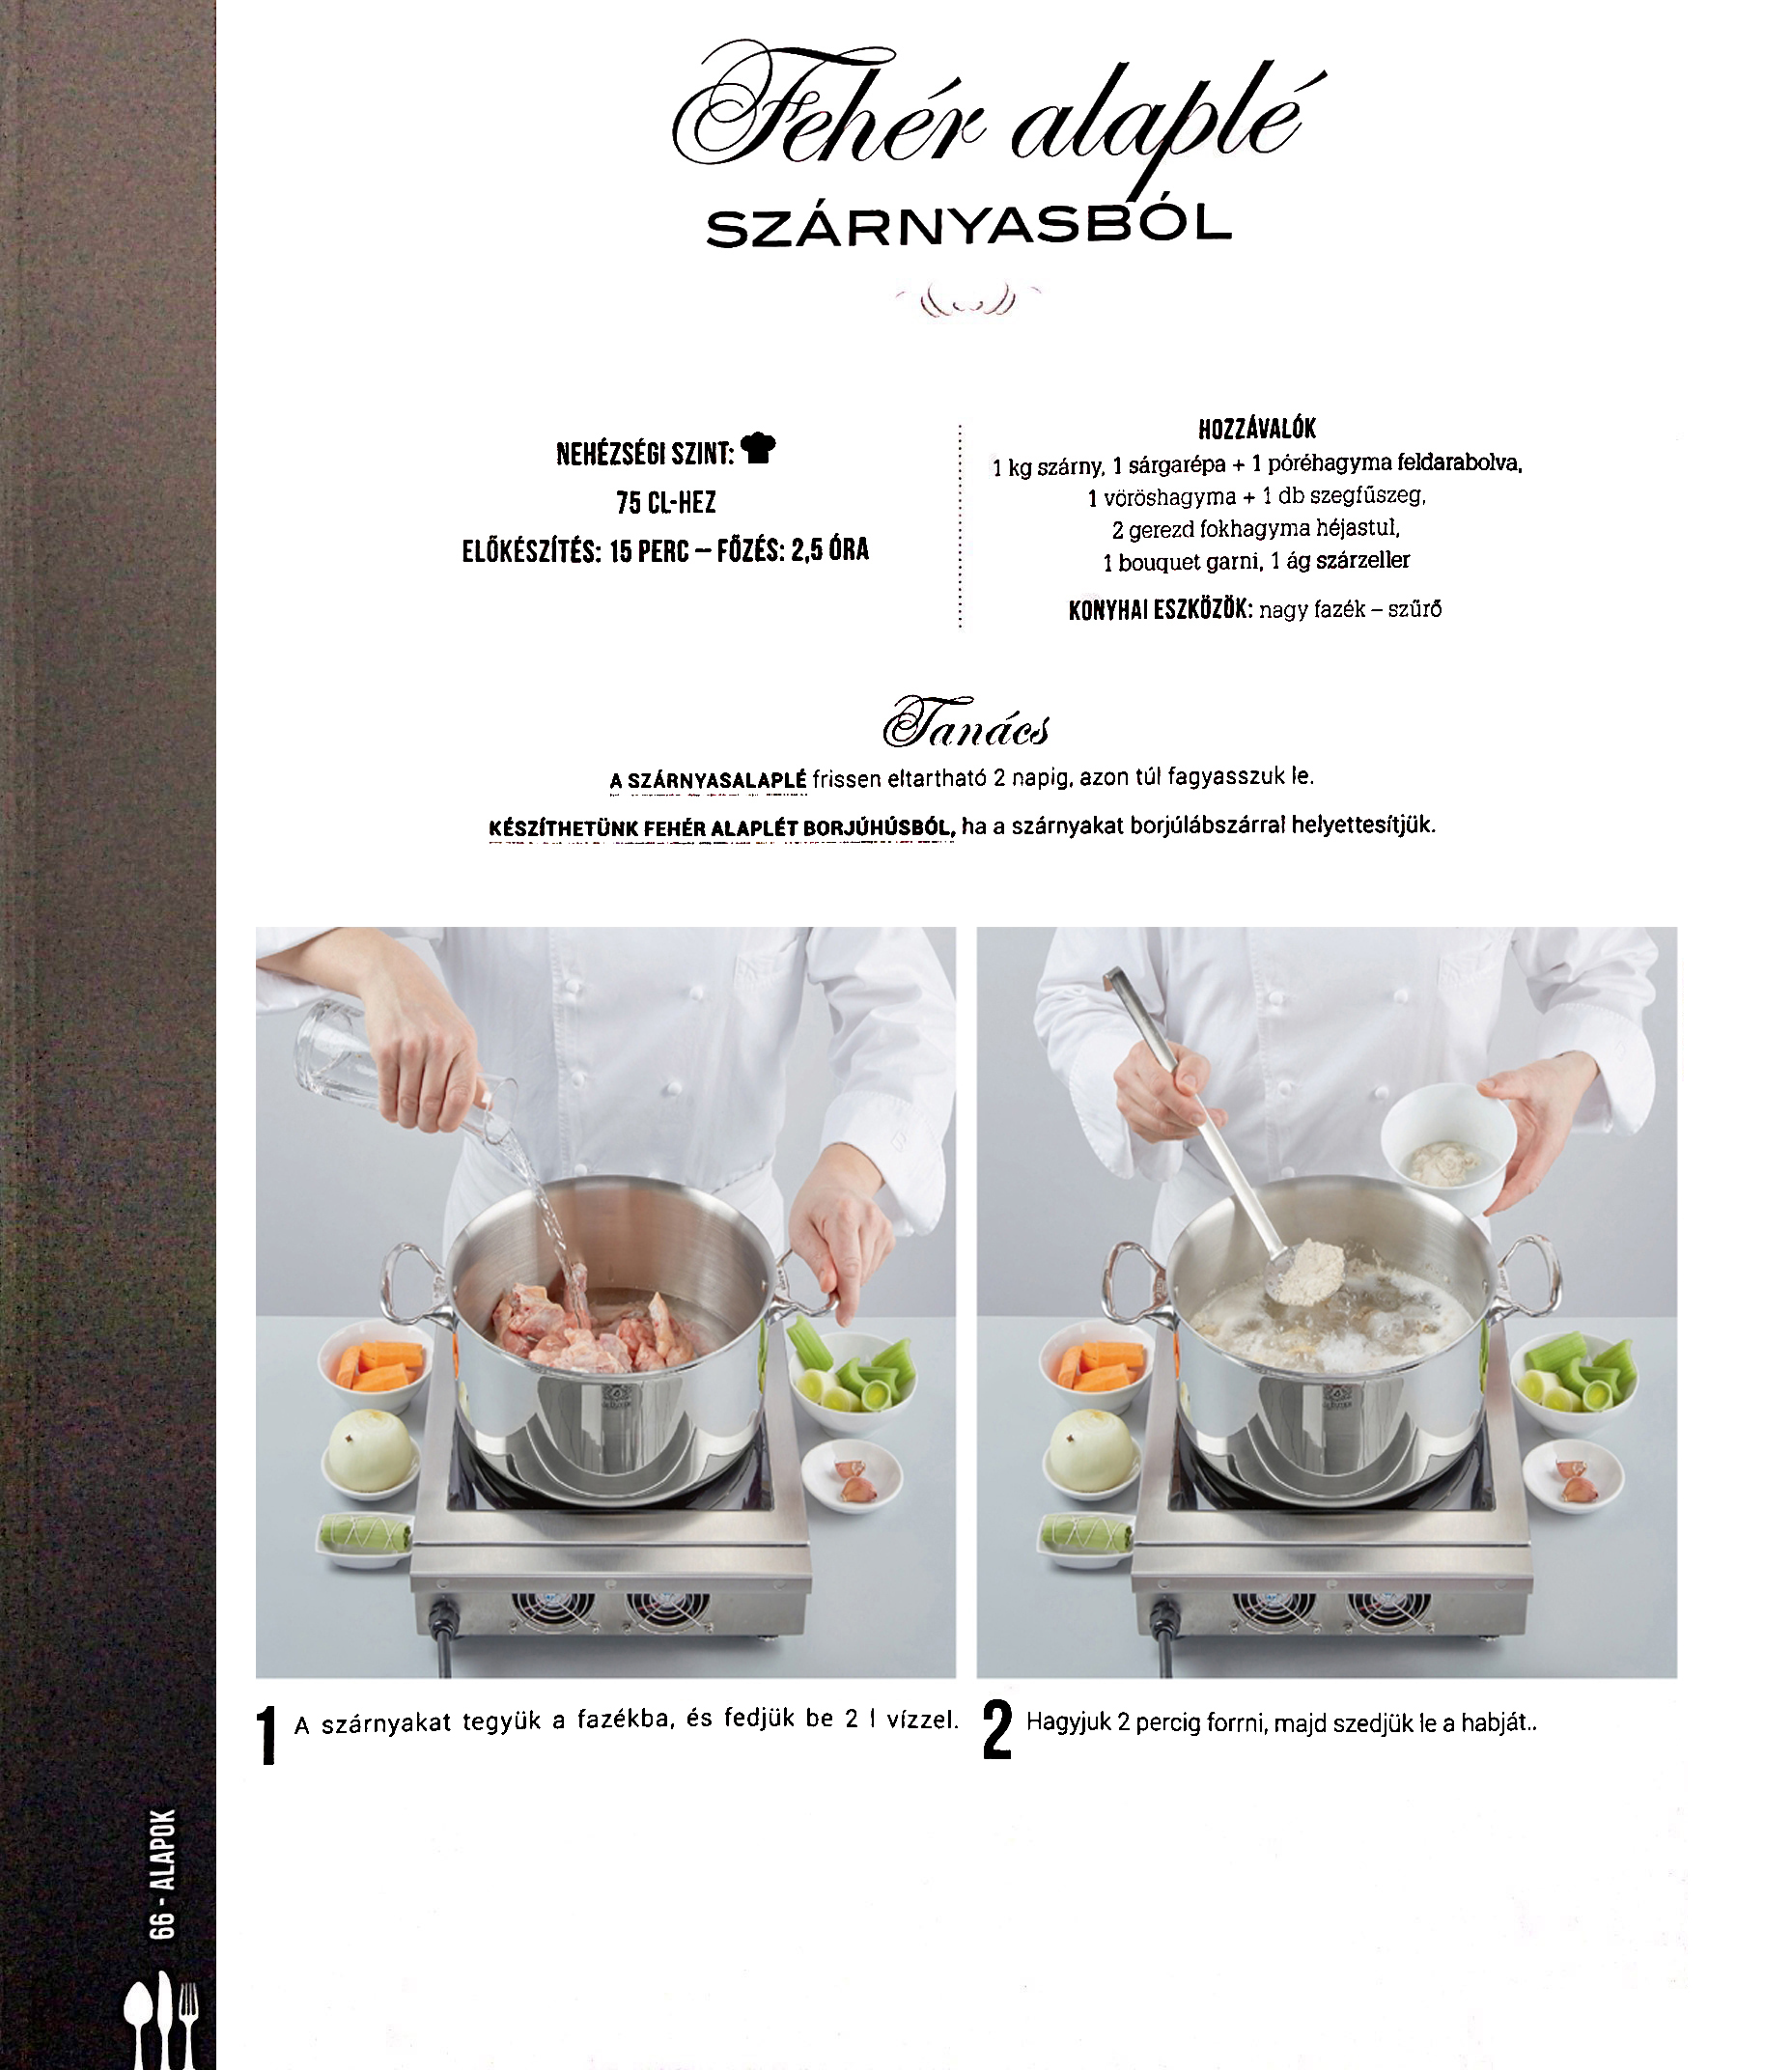 Fehér alaplé
SZÁRNYASBÓL
NEHÉZSÉGI SZINT:
75 CL-HEZ
ELŐKÉSZÍTÉS: 15 PERC – FŐZÉS: 2,5 ÓRA
HOZZÁVALÓK
1 kg szárny, 1 sárgarépa + 1 póréhagyma feldarabolva,
1 vöröshagyma + 1 db szegfűszeg,
2 gerezd fokhagyma héjastul,
1 bouquet garni, 1 ág szárzeller
KONYHAI ESZKÖZÖK: nagy fazék – szűrő
Tanács
A SZÁRNYASALAPLÉ frissen eltartható 2 napig, azon túl fagyasszuk le.
KÉSZÍTHETÜNK FEHÉR ALAPLÉT BORJÚHÚSBÓL, ha a szárnyakat borjúlábszárral helyettesítjük.
1 A szárnyakat tegyük a fazékba, és fedjük be 2 l vízzel.
2 Hagyjuk 2 percig forrni, majd szedjük le a habját..
66 - ALAPOK